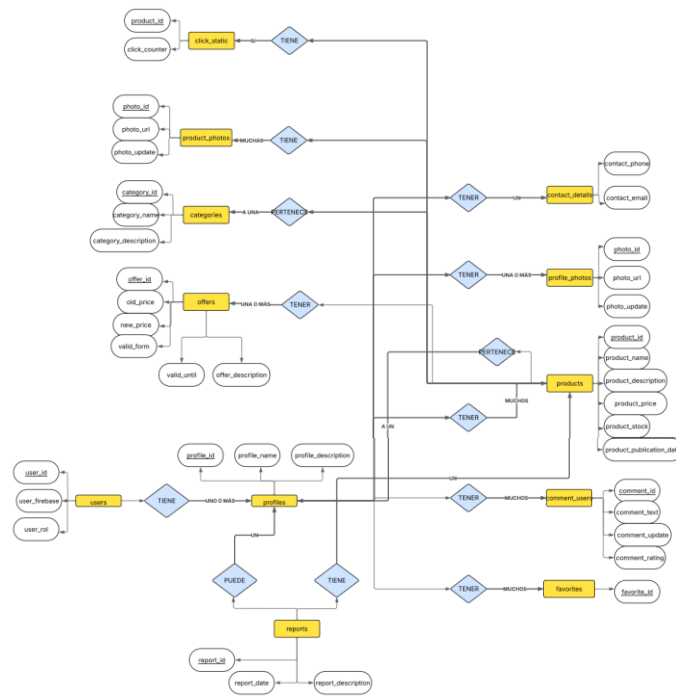 product_id
click_counter
click_static
SI
TIENE
photo_id
photo_url
photo_update
product_photos
MUCHAS
TIENE
category_id
category_name
category_description
categories
A UNA
PERTENECE
offer_id
old_price
new_price
valid_form
offers
valid_until
offer_description
UNA O MÁS
TENER
TENER
UN
contact_details
contact_phone
contact_email
TENER
UNA O MÁS
profile_photos
photo_id
photo_url
photo_update
PERTENECE
A UN
TENER
MUCHOS
products
product_id
product_name
product_description
product_price
product_stock
product_publication_dat
user_id
user_firebase
user_rol
users
TIENE
UNO O MÁS
profiles
profile_id
profile_name
profile_description
TENER
MUCHOS
comment_users
comment_id
comment_text
comment_update
comment_rating
TENER
MUCHOS
favorites
favorite_id
UN
PUEDE
UN
TIENE
reports
report_id
report_date
report_description